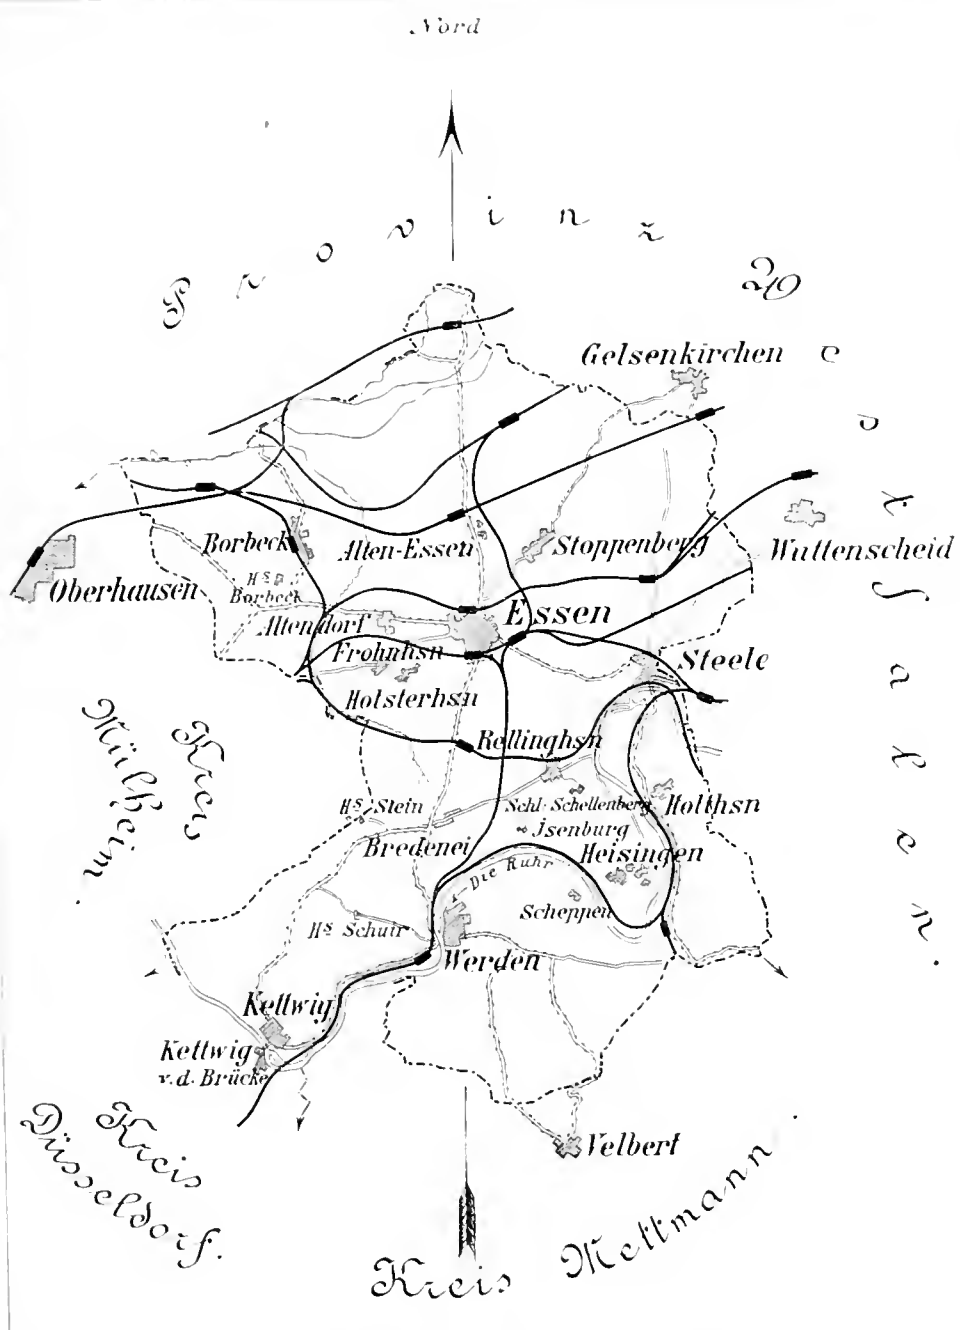 Nord
Provinz Westfalen.
Gelsenkirchen
Borbeck
Alten-Essen
Stoppenberg
Wattenscheid
Oberhausen
Hs
Borbeck
Altendorf
Essen
Frohnhsn
Steele
Holsterhsn
Kreis
Mülheim.
Rellinghsn
Hs Stein
Schl. Schellenberg
Holthsn
Isenburg
Bredenei
Heisingen
Die Ruhr
Scheppen
Hs Schuir
Werden
Kettwig
Kettwig
v.d. Brücke
Kreis
Düsseldorf.
Velbert
Kreis Mettmann.